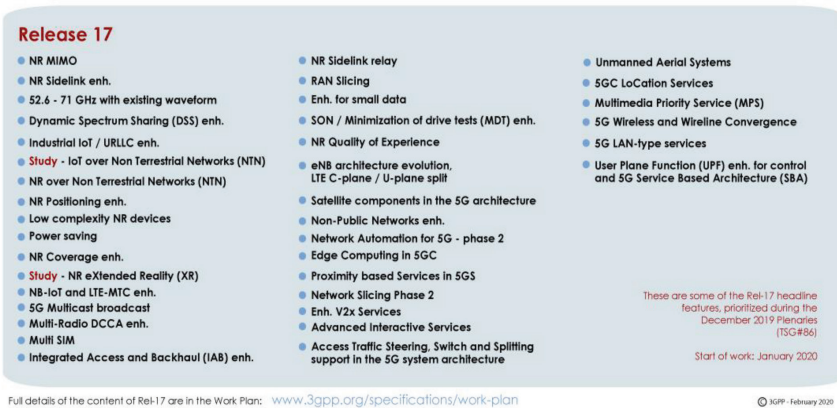 Release 17
NR MIMO
NR Sidelink enh.
52.6 - 71 GHz with existing waveform
Dynamic Spectrum Sharing (DSS) enh.
Industrial IoT / URLLC enh.
Study - IoT over Non Terrestrial Networks (NTN)
NR over Non Terrestrial Networks (NTN)
NR Positioning enh.
Low complexity NR devices
Power saving
NR Coverage enh.
Study - NR eXtended Reality (XR)
NB-IoT and LTE-MTC enh.
5G Multicast broadcast
Multi-Radio DCCA enh.
Multi SIM
Integrated Access and Backhaul (IAB) enh.
NR Sidelink relay
RAN Slicing
Enh. for small data
SON / Minimization of drive tests (MDT) enh.
NR Quality of Experience
eNB architecture evolution,
LTE C-plane / U-plane split
Satellite components in the 5G architecture
Non-Public Networks enh.
Network Automation for 5G - phase 2
Edge Computing in 5GC
Proximity based Services in 5GS
Network Slicing Phase 2
Enh. V2x Services
Advanced Interactive Services
Access Traffic Steering, Switch and Splitting
support in the 5G system architecture
Unmanned Aerial Systems
5GC LoCation Services
Multimedia Priority Service (MPS)
5G Wireless and Wireline Convergence
5G LAN-type services
User Plane Function (UPF) enh. for control
and 5G Service Based Architecture (SBA)
These are some of the Rel-17 headline
features, prioritized during the
December 2019 Plenaries
(TSG#86)
Start of work: January 2020
Full details of the content of Rel-17 are in the Work Plan: www.3gpp.org/specifications/work-plan
© 3GPP - February 2020